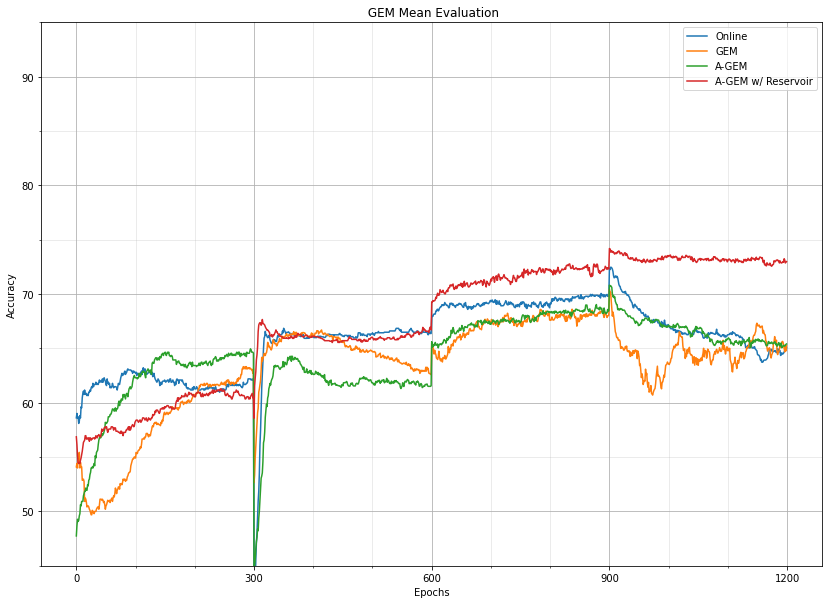 GEM Mean Evaluation
Online
GEM
A-GEM
A-GEM w/ Reservoir
90
80
70
60
50
Accuracy
0 300 600 900 1200
Epochs